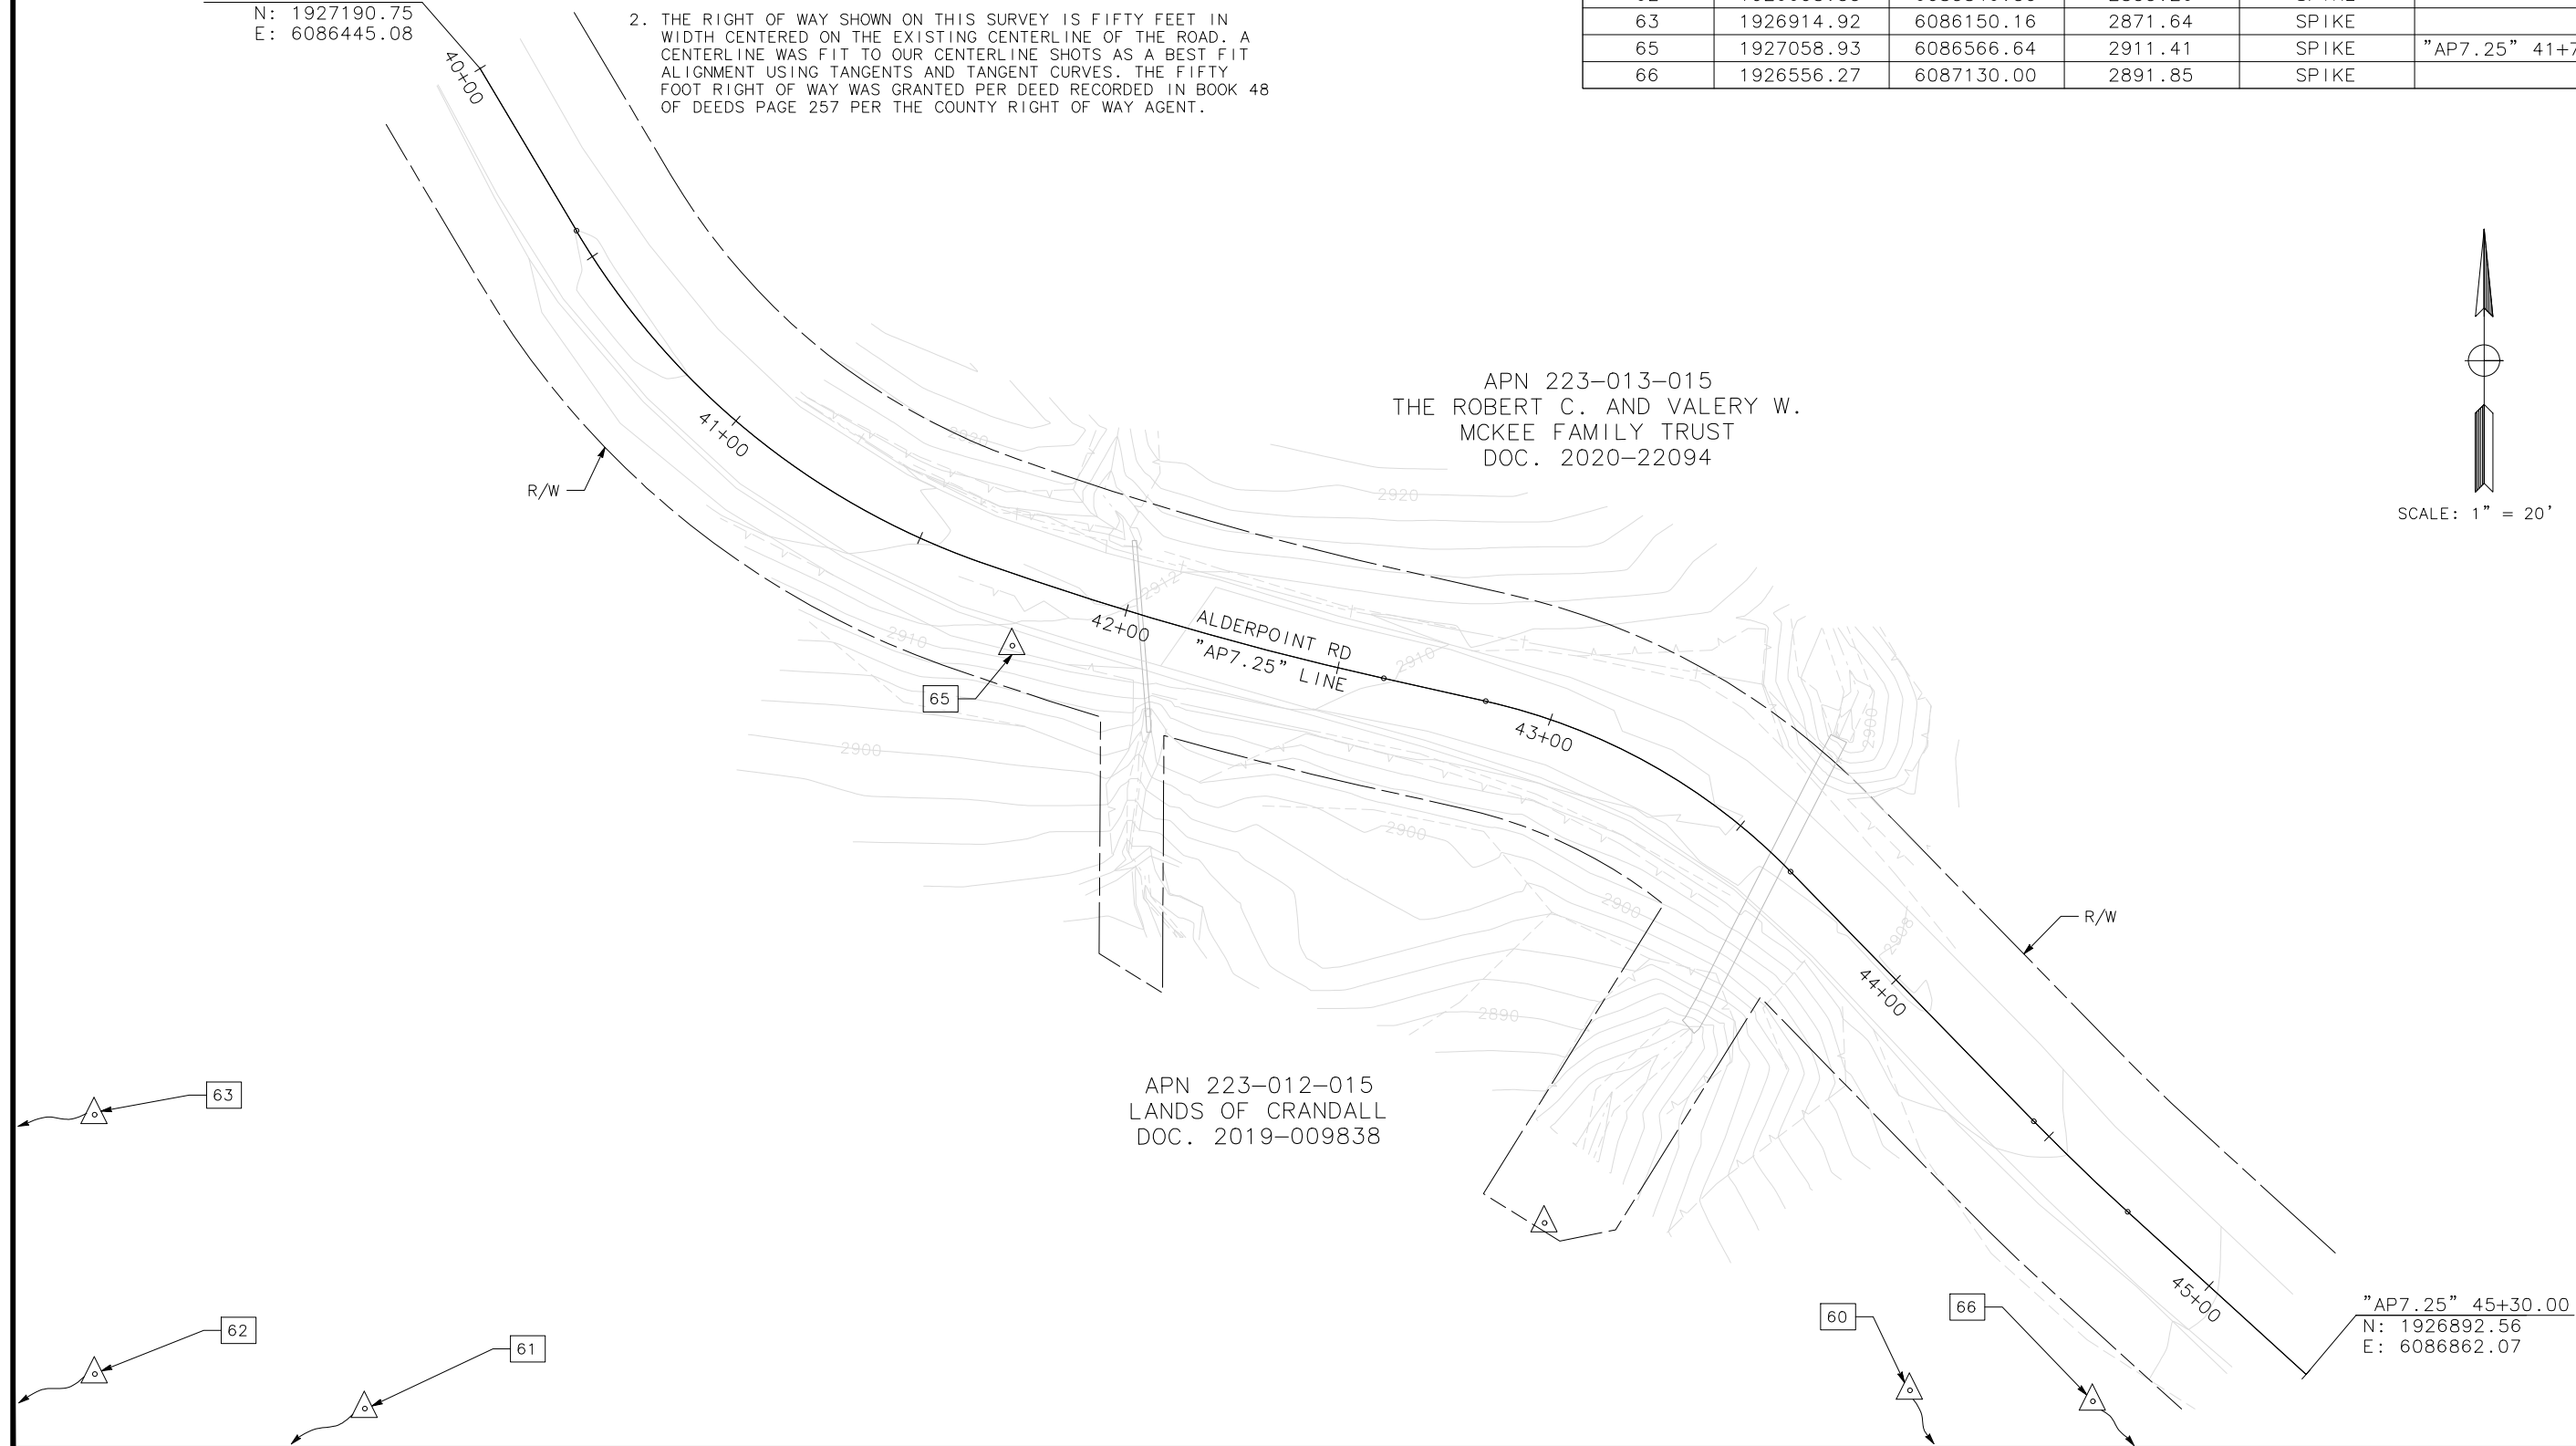 N: 1927190.75
E: 6086445.08
2. THE RIGHT OF WAY SHOWN ON THIS SURVEY IS FIFTY FEET IN
WIDTH CENTERED ON THE EXISTING CENTERLINE OF THE ROAD. A
CENTERLINE WAS FIT TO OUR CENTERLINE SHOTS AS A BEST FIT
ALIGNMENT USING TANGENTS AND TANGENT CURVES. THE FIFTY
FOOT RIGHT OF WAY WAS GRANTED PER DEED RECORDED IN BOOK 48
OF DEEDS PAGE 257 PER THE COUNTY RIGHT OF WAY AGENT.
63 1926914.92 6086150.16 2871.64 SPIKE
65 1927058.93 6086566.64 2911.41 SPIKE "AP7.25" 41+7
66 1926556.27 6087130.00 2891.85 SPIKE
40+00
APN 223-013-015
THE ROBERT C. AND VALERY W.
MCKEE FAMILY TRUST
DOC. 2020-22094
SCALE: 1" = 20'
41+00
2920
R/W
2920
2912
2910
42+00
ALDERPOINT RD
"AP7.25" LINE
2910
65
43+00
2900
2900
2900
2900
R/W
2908
44+00
2890
APN 223-012-015
LANDS OF CRANDALL
DOC. 2019-009838
63
45+00
"AP7.25" 45+30.00
N: 1926892.56
E: 6086862.07
62
61
60
66